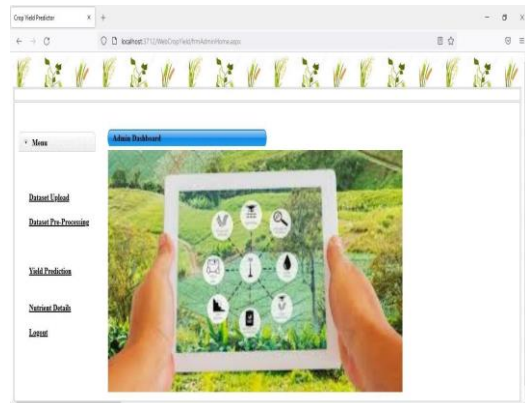 Crop Yield Predictor
localhost:3712/WebCropYield/frmAdminHome.aspx
Menu
Admin Dashboard
Dataset Upload
Dataset Pre-Processing
Yield Prediction
Nutrient Details
Logout